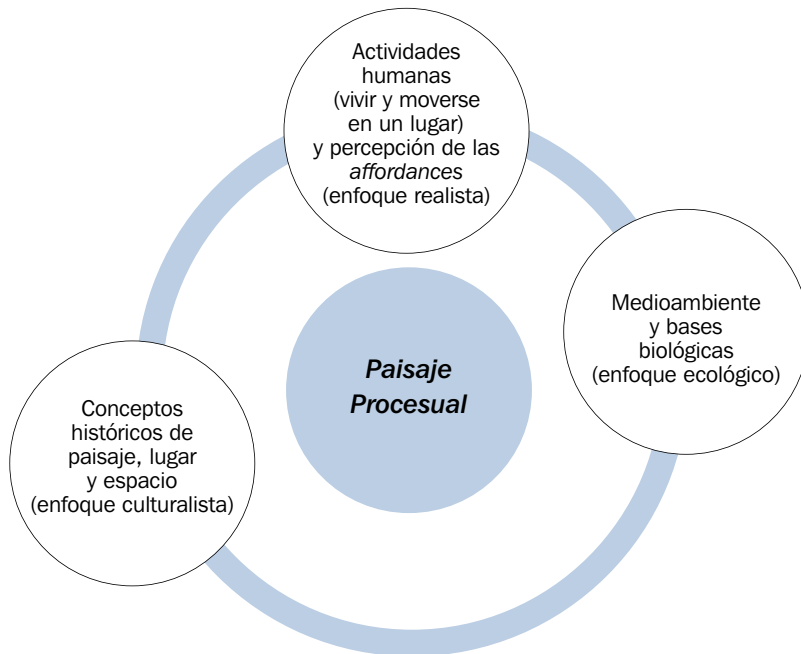 Actividades
humanas
(vivir y moverse
en un lugar)
y percepción de las
affordances
(enfoque realista)
Medioambiente
y bases
biológicas
(enfoque ecológico)
Paisaje
Procesual
Conceptos
históricos de
paisaje, lugar
y espacio
(enfoque culturalista)